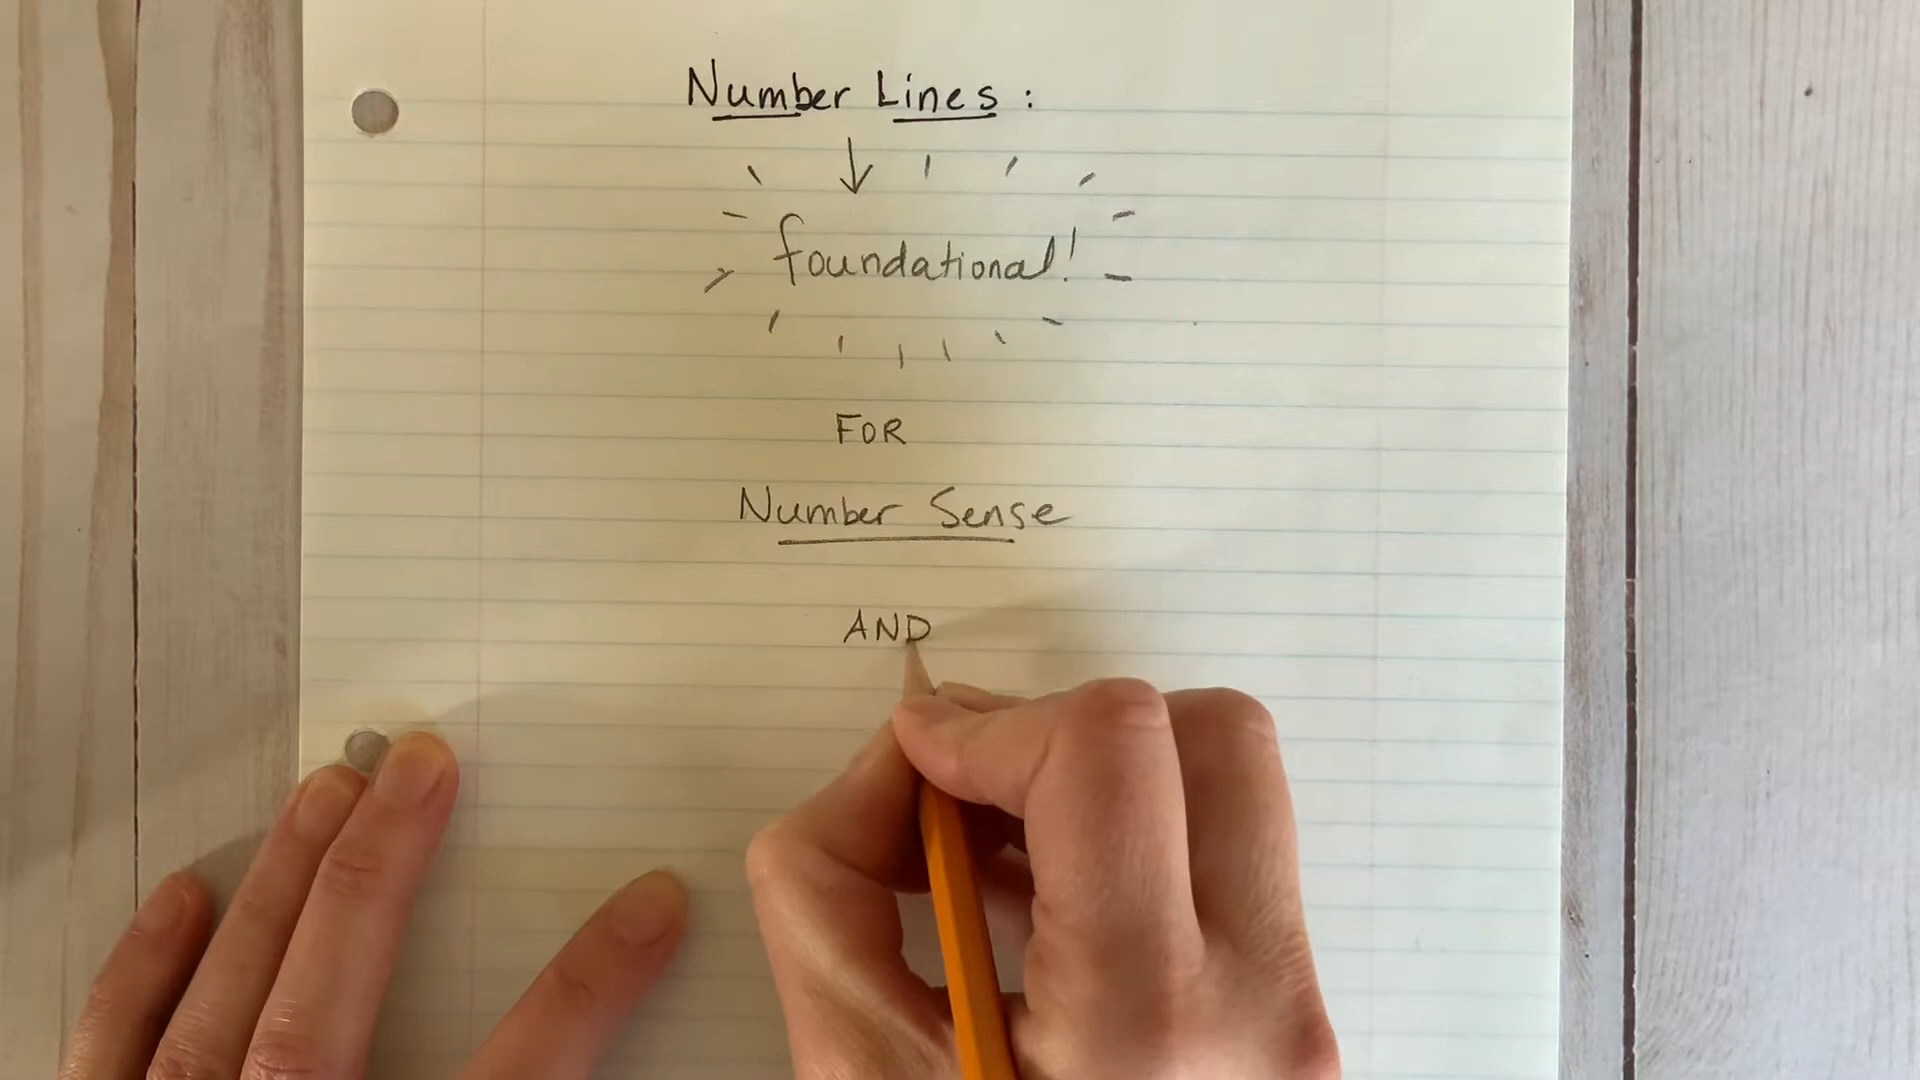 Number Lines :
foundational!
FOR
Number Sense
AND